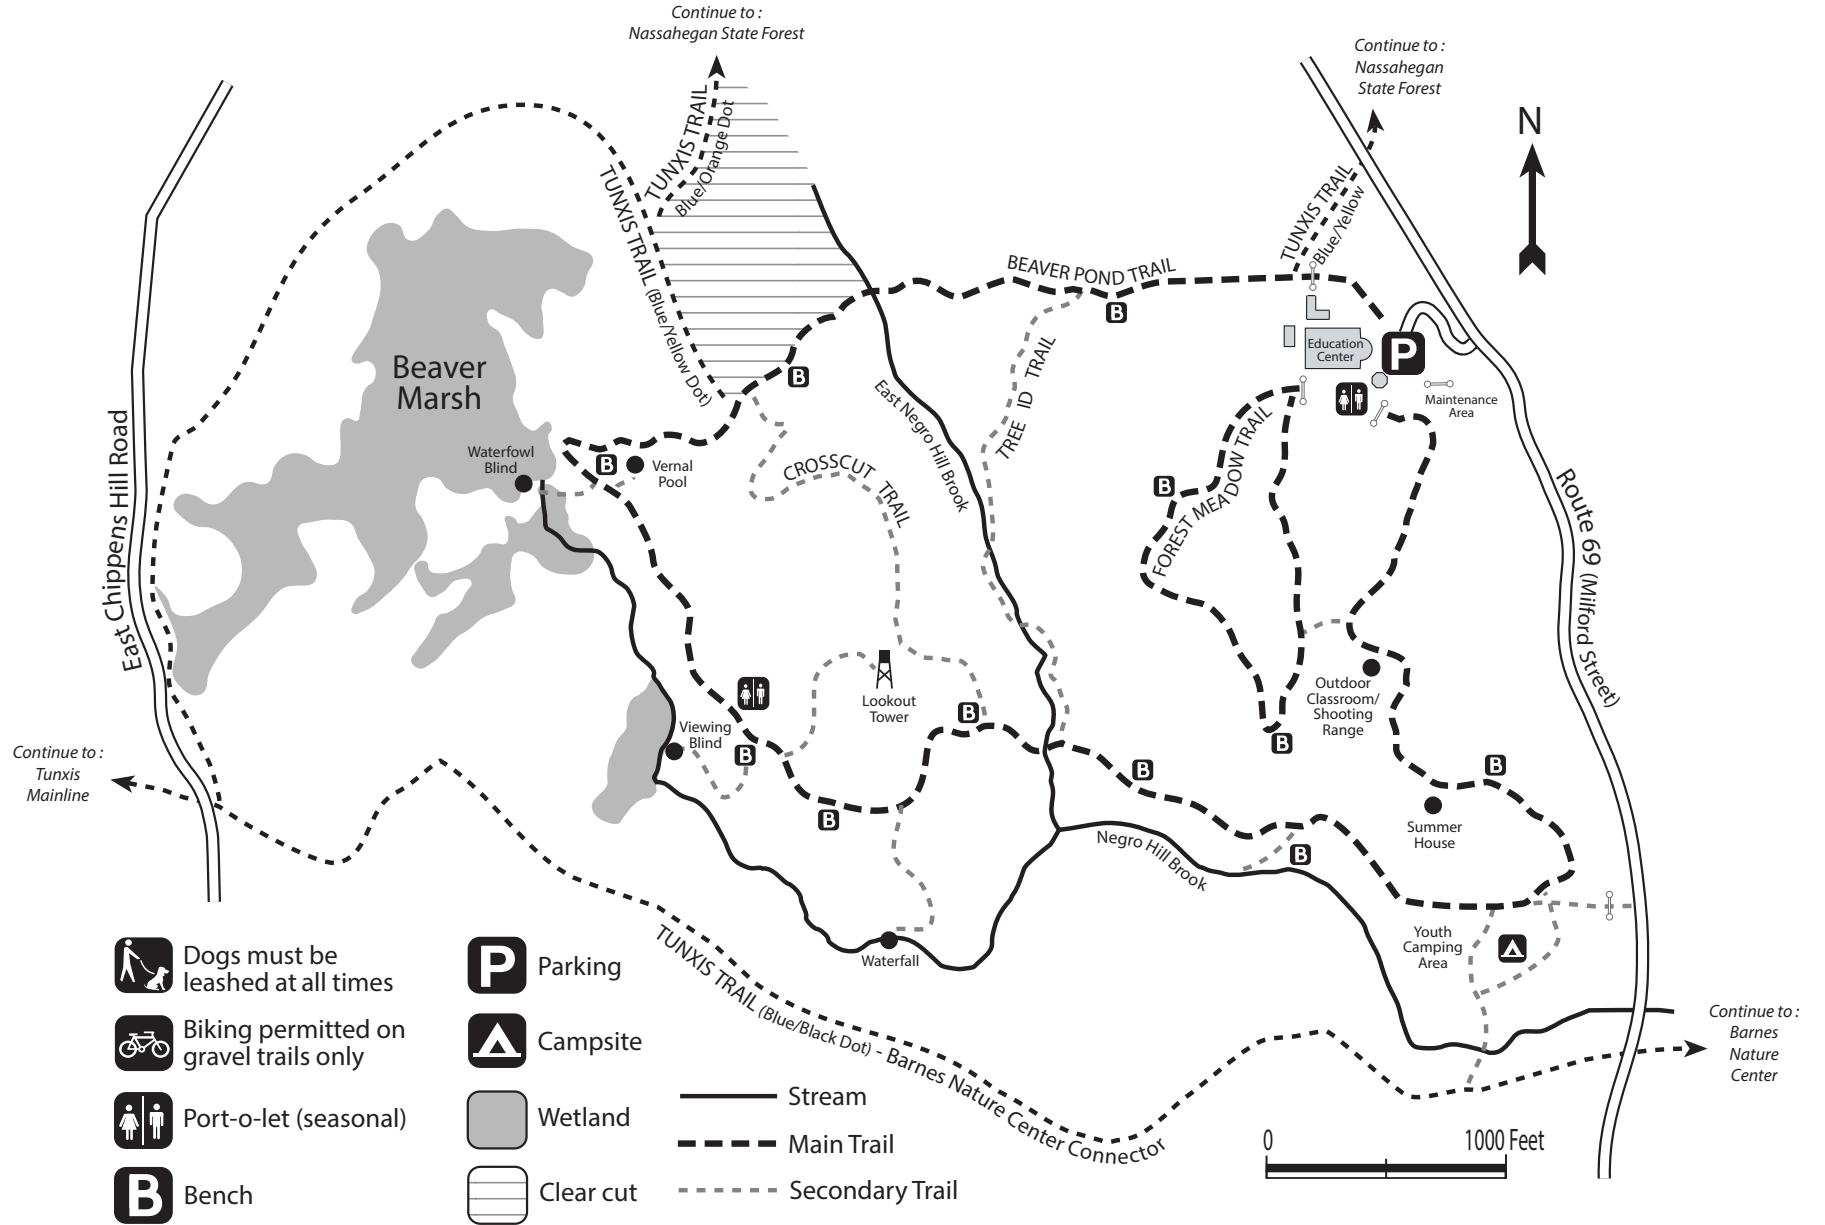 Continue to :
Nassahegan State Forest
Continue to :
Nassahegan
State Forest
N
TUNXIS TRAIL
Blue/Orange Dot
TUNXIS TRAIL (Blue/Yellow Dot)
TUNXIS TRAIL
Blue/Yellow
BEAVER POND TRAIL
B
Education
Center
P
Maintenance
Area
Beaver
Marsh
B
TREE ID TRAIL
East Negro Hill Brook
FOREST MEADOW TRAIL
East Chippens Hill Road
Waterfowl
Blind
B
Vernal
Pool
CROSSCUT TRAIL
B
Route 69 (Milford Street)
Outdoor
Classroom/
Shooting
Range
Lookout
Tower
B
B
Viewing
Blind
B
Continue to :
Tunxis
Mainline
B
B
B
Summer
House
Negro Hill Brook
B
Youth
Camping
Area
Waterfall
TUNXIS TRAIL (Blue/Black Dot) - Barnes Nature Center Connector
Continue to :
Barnes
Nature
Center
Dogs must be
leashed at all times
Biking permitted on
gravel trails only
Port-o-let (seasonal)
B Bench
P Parking
Campsite
Wetland
Clear cut
Stream
Main Trail
Secondary Trail
0 1000 Feet